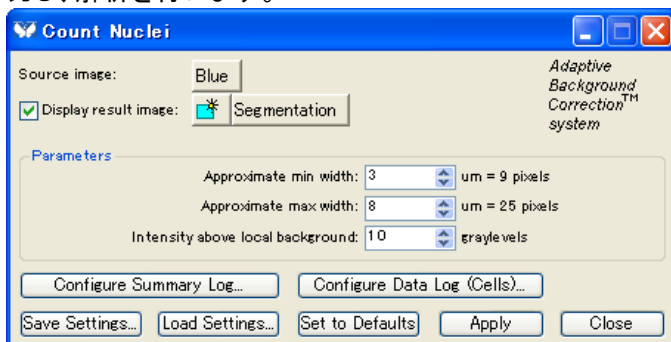 Count Nuclei
Source image: Blue
Adaptive
Background
Correction™
system
Display result image: Segmentation
Parameters
Approximate min width: 3 um = 9 pixels
Approximate max width: 8 um = 25 pixels
Intensity above local background: 10 graylevels
Configure Summary Log... Configure Data Log (Cells)...
Save Settings... Load Settings... Set to Defaults Apply Close